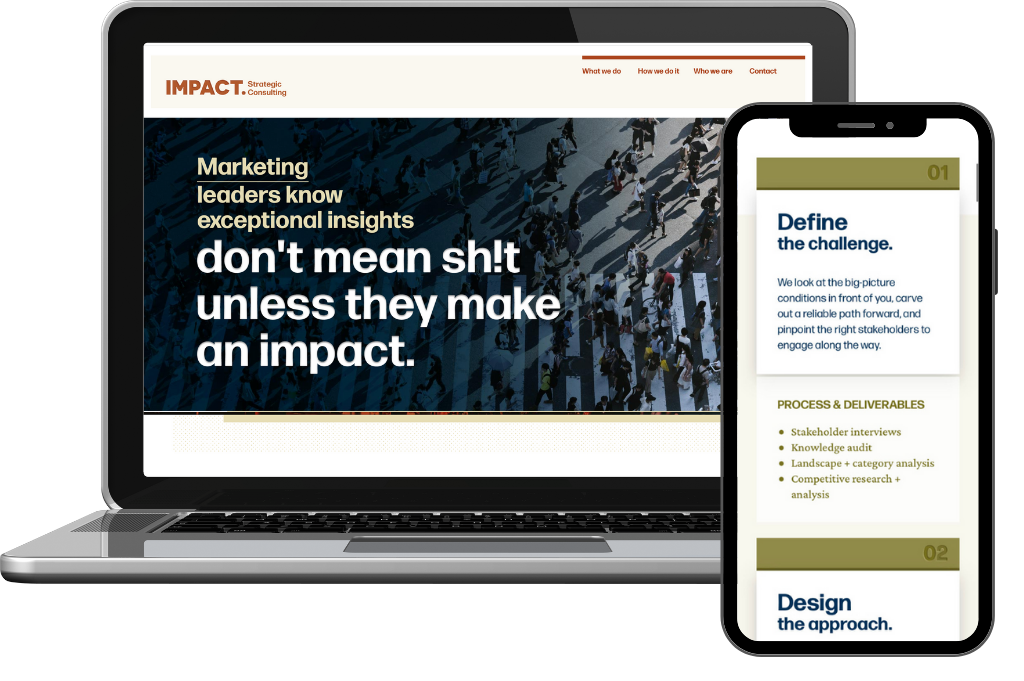 What we do How we do it Who we are Contact
IMPACT. Strategic
Consulting
Marketing
leaders know
exceptional insights
don't mean sh!t
unless they make
an impact.
01
Define
the challenge.
We look at the big-picture
conditions in front of you, carve
out a reliable path forward, and
pinpoint the right stakeholders to
engage along the way.
PROCESS & DELIVERABLES
• Stakeholder interviews
• Knowledge audit
• Landscape + category analysis
• Competitive research +
analysis
02
Design
the approach.